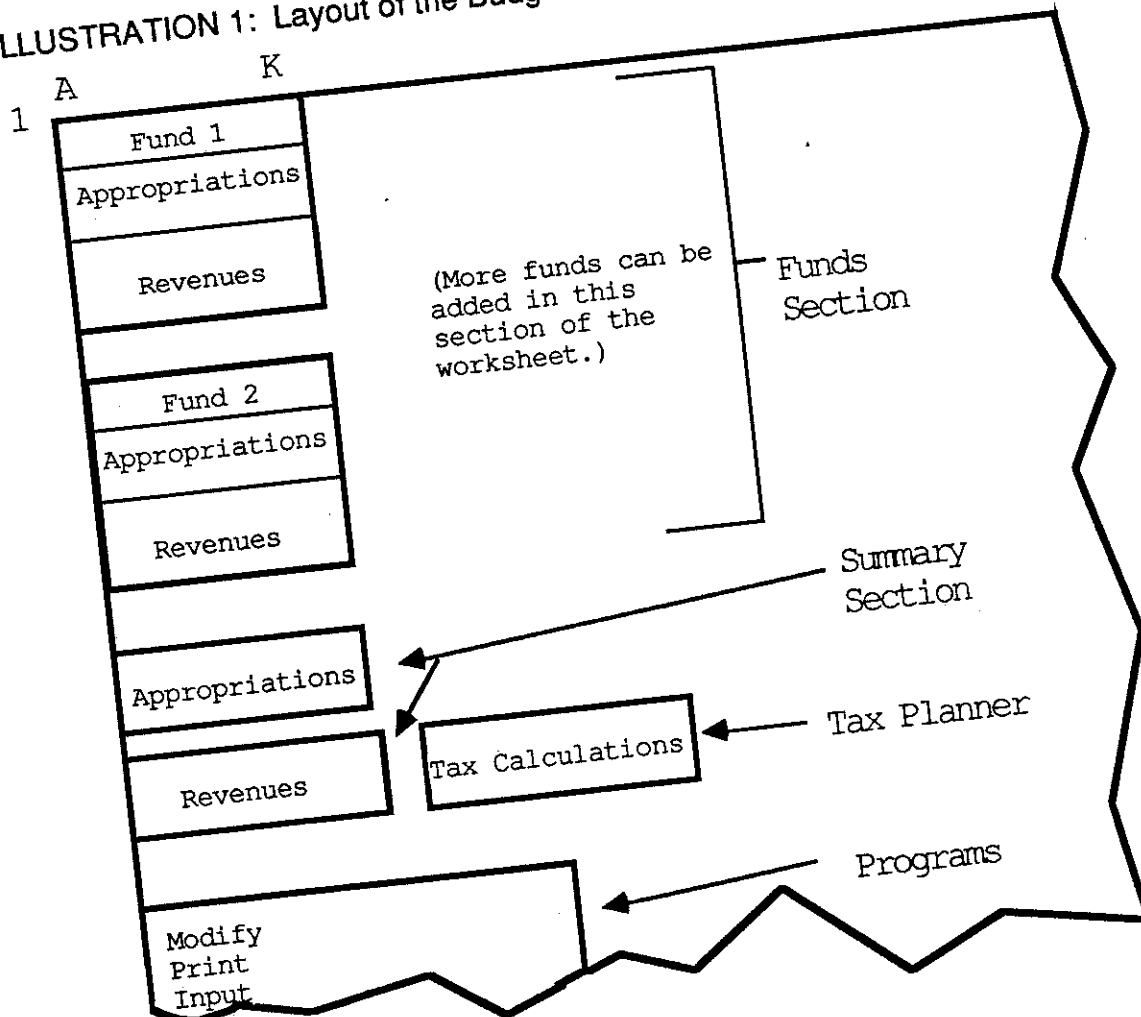 LLUSTRATION 1: Layout of the Budg
A K
1
Fund 1
Appropriations
Revenues
(More funds can be
added in this
section of the
worksheet.)
Funds
Section
Fund 2
Appropriations
Revenues
Summary
Section
Appropriations
Revenues
Tax Calculations
Tax Planner
Programs
Modify
Print
Input